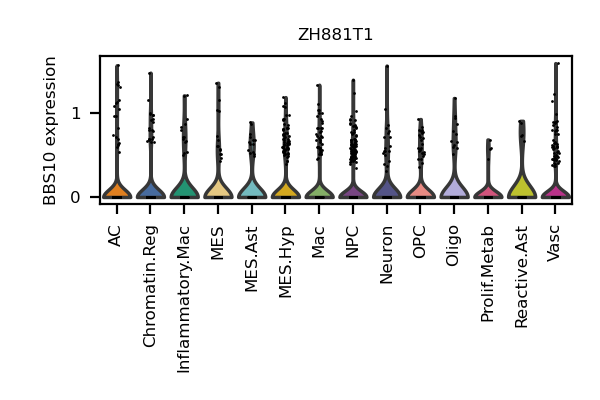 ZH881T1
BBS10 expression
1
0
AC
Chromatin.Reg
Inflammatory.Mac
MES
MES.Ast
MES.Hyp
Mac
NPC
Neuron
OPC
Oligo
Prolif.Metab
Reactive.Ast
Vasc